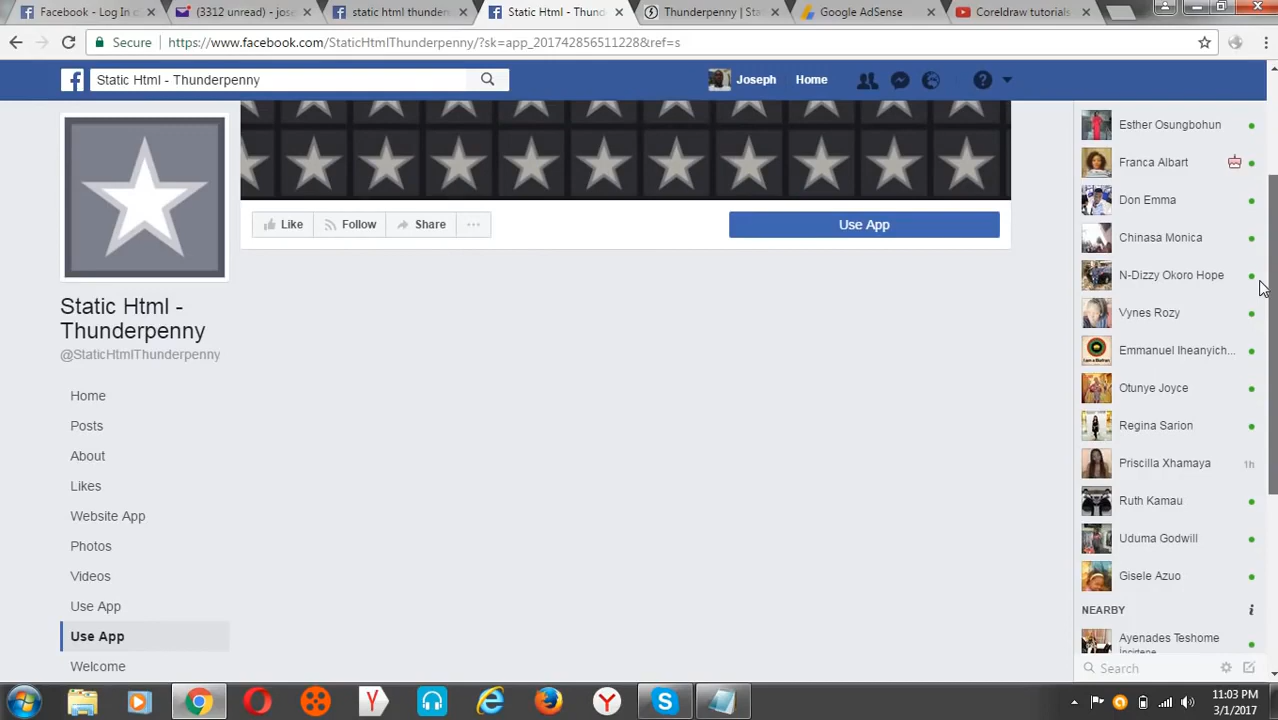 Facebook - Log In o
(3312 unread) - jose
static html thunder
Static Html - Thund
Thunderpenny | Sta
Google AdSense
Coreldraw tutorials
Secure
https://www.facebook.com/StaticHtmlThunderpenny/?sk=app_201742856511228&ref=s
Static Html - Thunderpenny
Joseph
Home
Like
Follow
Share
Use App
Static Html -
Thunderpenny
@StaticHtmlThunderpenny
Home
Posts
About
Likes
Website App
Photos
Videos
Use App
Use App
Welcome
Esther Osungbohun
Franca Albart
Don Emma
Chinasa Monica
N-Dizzy Okoro Hope
Vynes Rozy
Emmanuel Iheanyich...
Otunye Joyce
Regina Sarion
Priscilla Xhamaya 1h
Ruth Kamau
Uduma Godwill
Gisele Azuo
NEARBY
Ayenades Teshome
Search
11:03 PM
3/1/2017